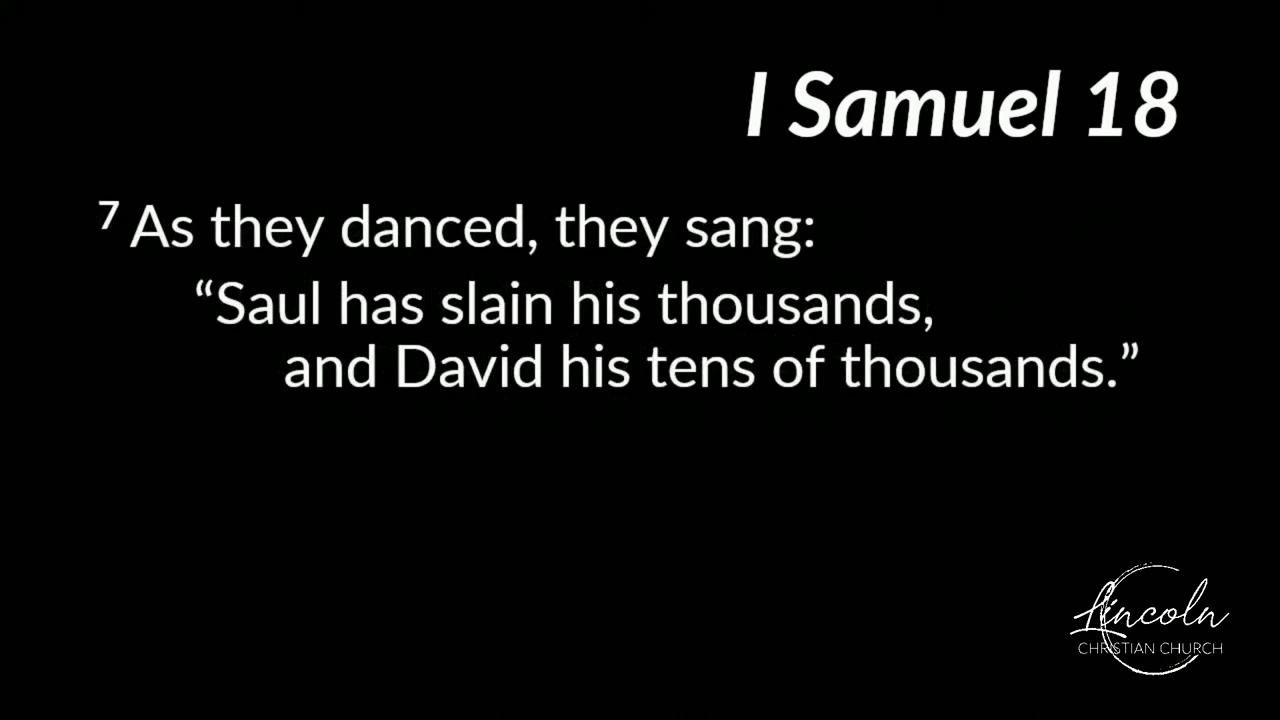 I Samuel 18
⁷ As they danced, they sang:
“Saul has slain his thousands,
and David his tens of thousands.”
Lincoln
CHRISTIAN CHURCH